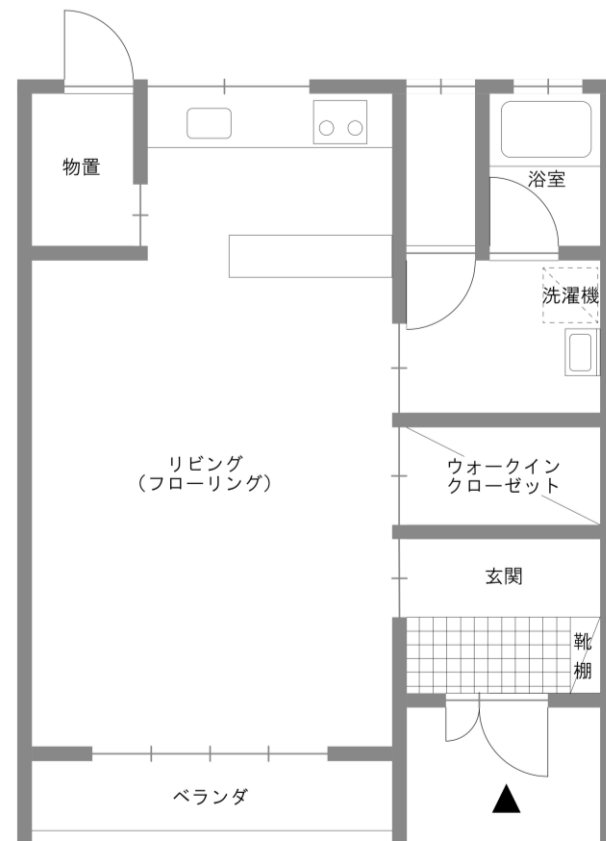 物置
浴室
洗濯機
リビング
（フローリング）
ウォークイン
クローゼット
玄関
靴
棚
ベランダ